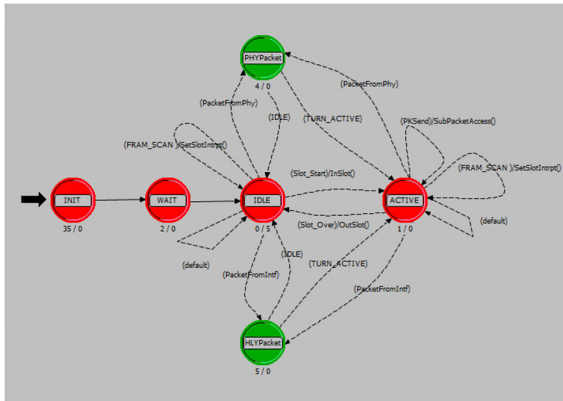 PHYPacket
4 / 0
(PacketFromPhy)
(PacketFromPhy)
(IDLE)
(TURN_ACTIVE)
(PKSend)/SubPacketAccess()
(FRAM_SCAN )/SetSlotIntrpt()
(FRAM_SCAN )/SetSlotIntrpt()
(Slot_Start)/InSlot()
INIT
WAIT
IDLE
ACTIVE
35 / 0
2 / 0
0 / 5
1 / 0
(Slot_Over)/OutSlot()
(default)
(default)
(IDLE)
(TURN_ACTIVE)
(PacketFromIntf)
(PacketFromIntf)
HLYPacket
5 / 0